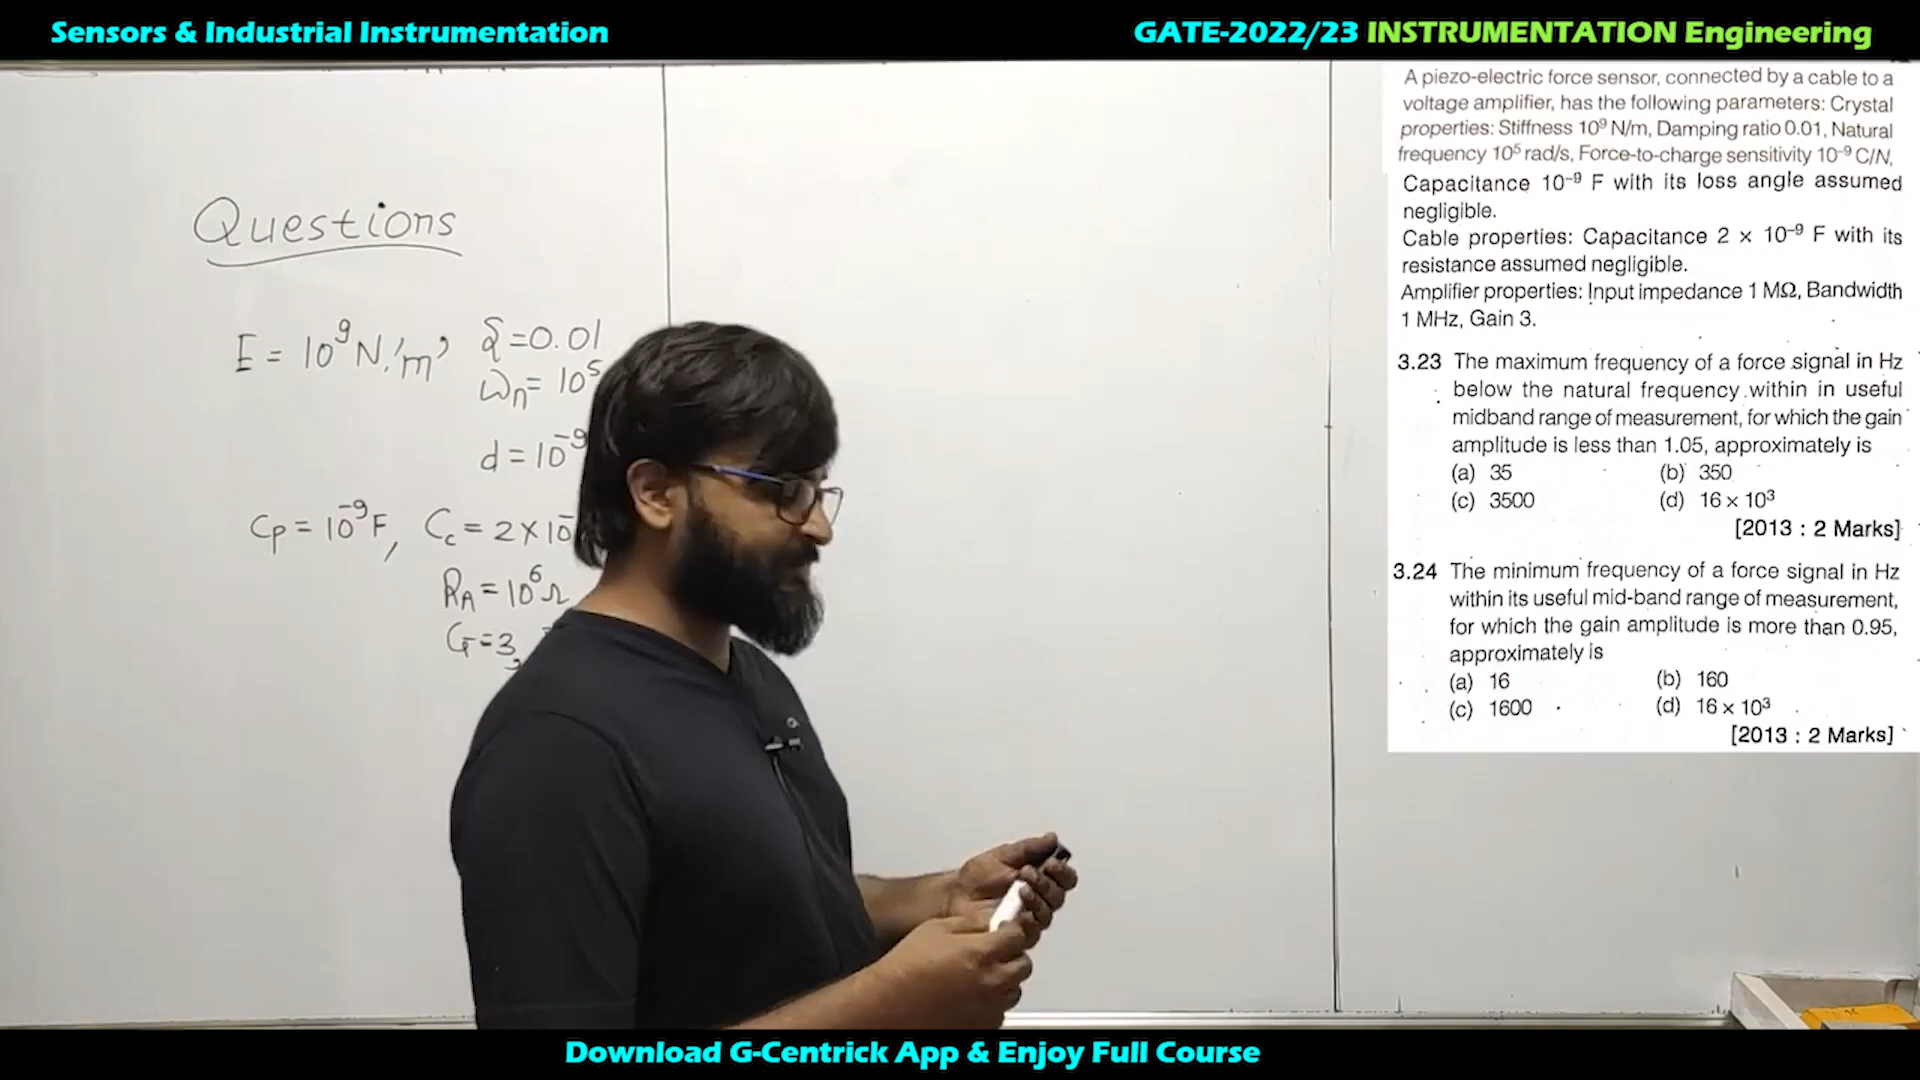 Sensors & Industrial Instrumentation
GATE-2022/23 INSTRUMENTATION Engineering
Questions
E = 10⁹ N/m,
ξ = 0.01
ωn = 10⁵
d = 10⁻⁹
Cp = 10⁻⁹ F, Cc = 2 × 10⁻
RA = 10⁶ Ω
G = 3,
A piezo-electric force sensor, connected by a cable to a
voltage amplifier, has the following parameters: Crystal
properties: Stiffness 10⁹ N/m, Damping ratio 0.01, Natural
frequency 10⁵ rad/s, Force-to-charge sensitivity 10⁻⁹ C/N,
Capacitance 10⁻⁹ F with its loss angle assumed
negligible.
Cable properties: Capacitance 2 × 10⁻⁹ F with its
resistance assumed negligible.
Amplifier properties: Input impedance 1 MΩ, Bandwidth
1 MHz, Gain 3.
3.23 The maximum frequency of a force signal in Hz
below the natural frequency within in useful
midband range of measurement, for which the gain
amplitude is less than 1.05, approximately is
(a) 35 (b) 350
(c) 3500 (d) 16 × 10³
[2013 : 2 Marks]
3.24 The minimum frequency of a force signal in Hz
within its useful mid-band range of measurement,
for which the gain amplitude is more than 0.95,
approximately is
(a) 16 (b) 160
(c) 1600 (d) 16 × 10³
[2013 : 2 Marks]
Download G-Centrick App & Enjoy Full Course